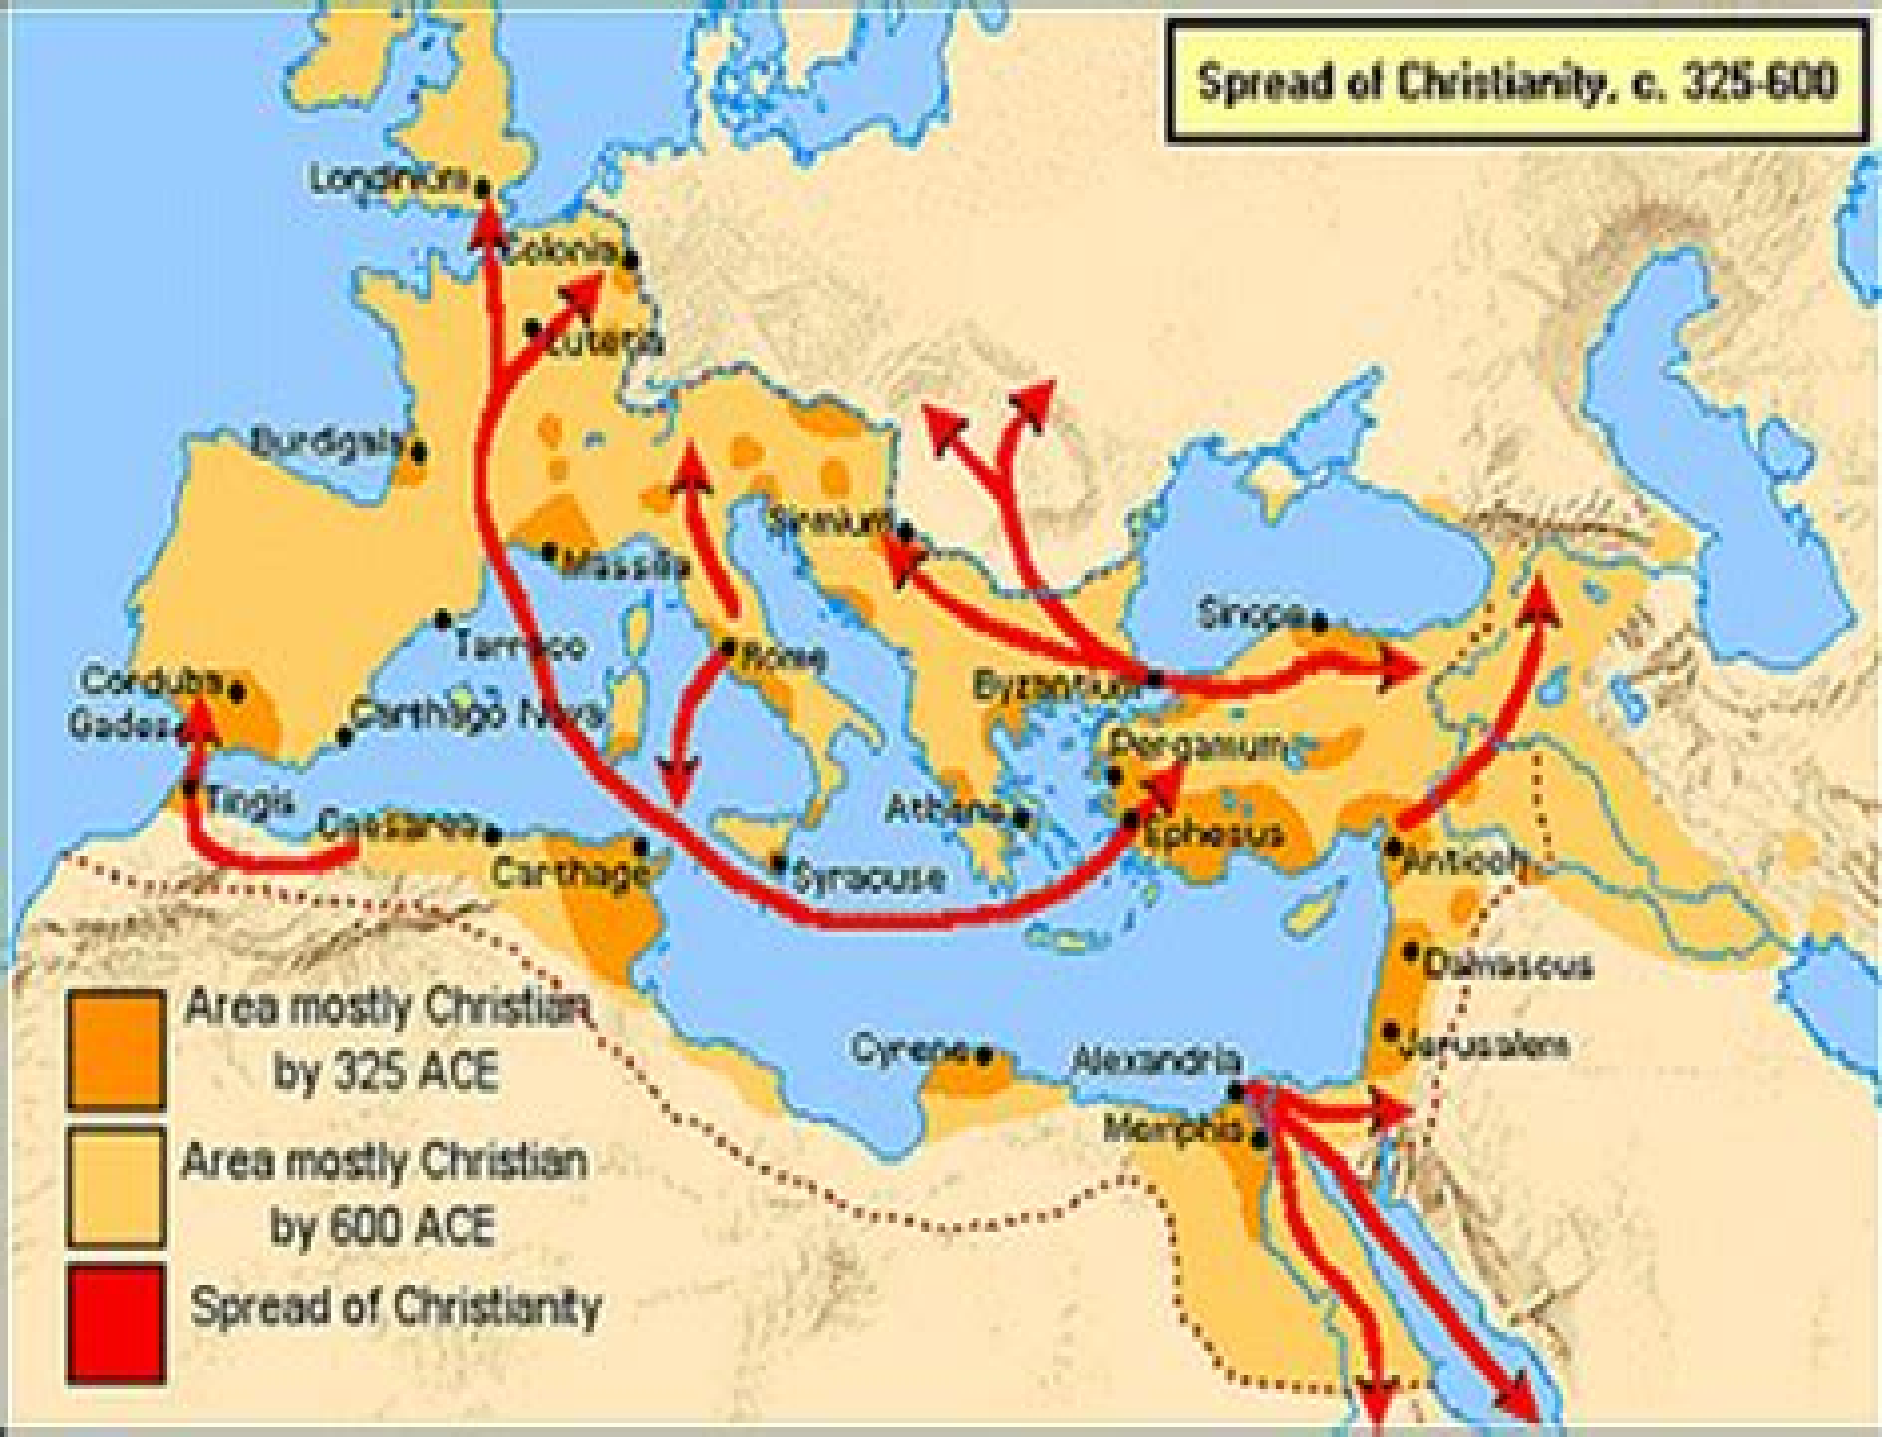 Spread of Christianity, c. 325-600
Londinium
Colonia
Lutetia
Burdigala
Sirmium
Massilia
Sinope
Tarraco
Rome
Corduba
Byzantium
Gades
Carthago Nova
Pergamum
Tingis
Caesarea
Athens
Ephesus
Carthage
Syracuse
Antioch
Damascus
Area mostly Christian
by 325 ACE
Cyrene
Jerusalem
Alexandria
Memphis
Area mostly Christian
by 600 ACE
Spread of Christianity